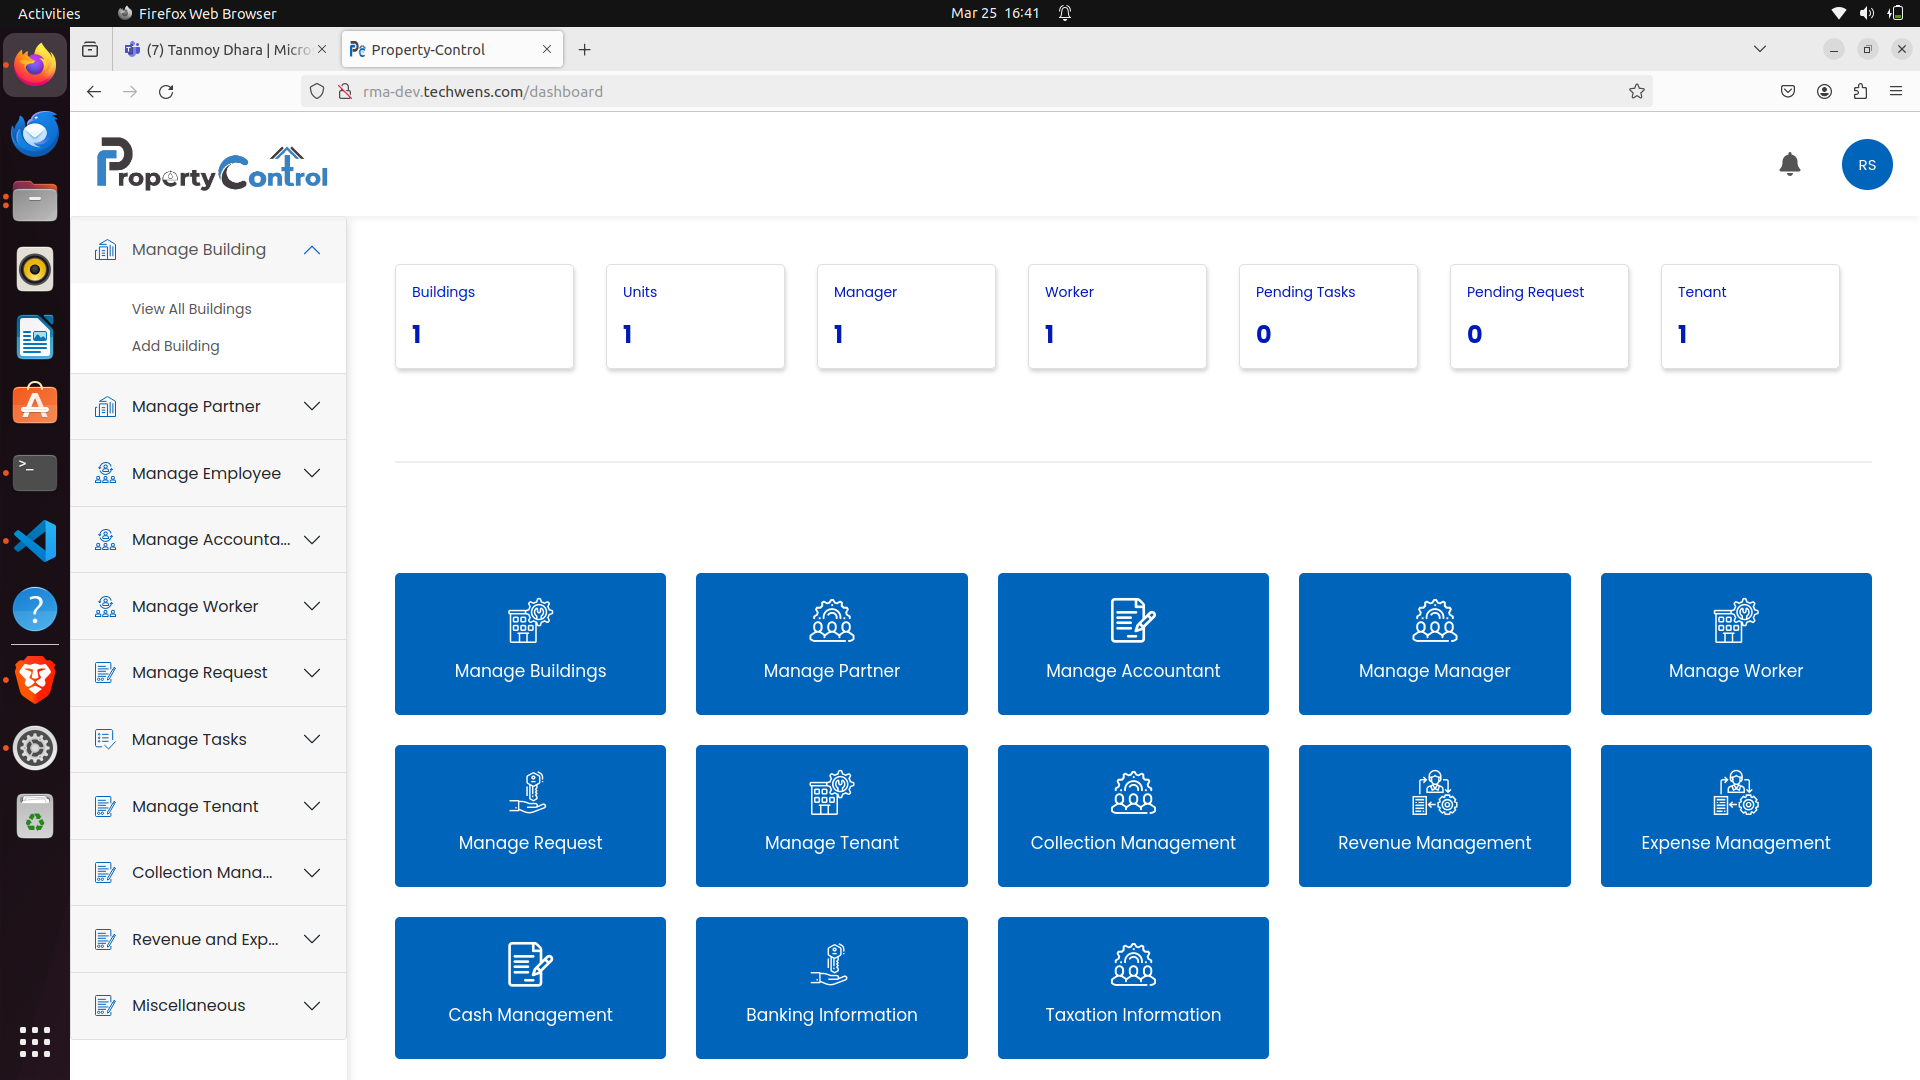 Activities
Firefox Web Browser
Mar 25 16:41
(7) Tanmoy Dhara | Micro
Property-Control
rma-dev.techwens.com/dashboard
PropertyControl
RS
Manage Building
View All Buildings
Add Building
Manage Partner
Manage Employee
Manage Accounta...
Manage Worker
Manage Request
Manage Tasks
Manage Tenant
Collection Mana...
Revenue and Exp...
Miscellaneous
Buildings
1
Units
1
Manager
1
Worker
1
Pending Tasks
0
Pending Request
0
Tenant
1
Manage Buildings
Manage Partner
Manage Accountant
Manage Manager
Manage Worker
Manage Request
Manage Tenant
Collection Management
Revenue Management
Expense Management
Cash Management
Banking Information
Taxation Information